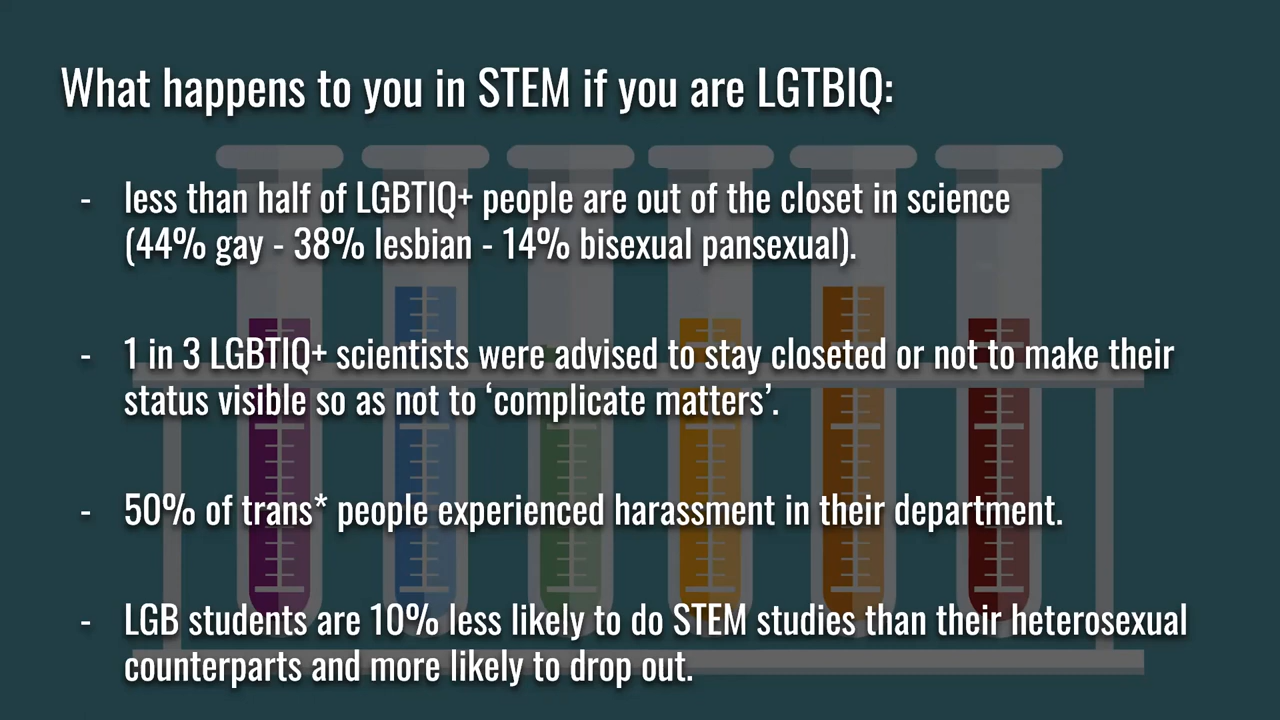 What happens to you in STEM if you are LGTBIQ:
- less than half of LGBTIQ+ people are out of the closet in science
(44% gay - 38% lesbian - 14% bisexual pansexual).
- 1 in 3 LGBTIQ+ scientists were advised to stay closeted or not to make their
status visible so as not to ‘complicate matters’.
- 50% of trans* people experienced harassment in their department.
- LGB students are 10% less likely to do STEM studies than their heterosexual
counterparts and more likely to drop out.